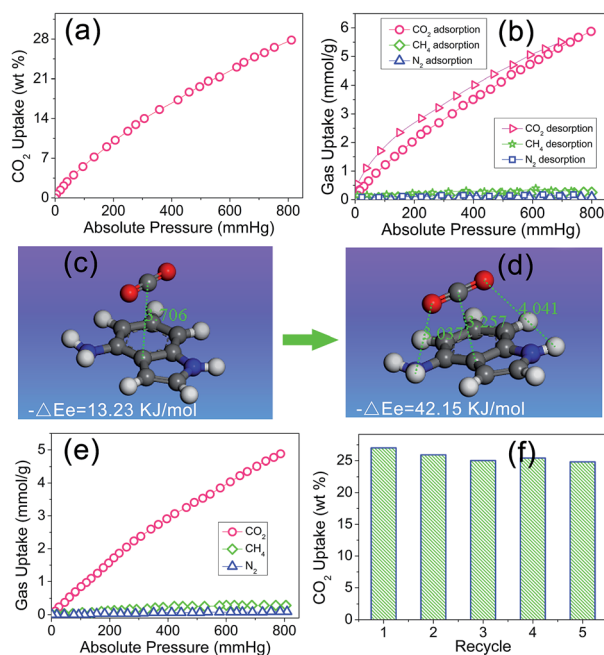 (a)
CO2 Uptake (wt %)
28
21
14
7
0
0 200 400 600 800
Absolute Pressure (mmHg)
(b)
Gas Uptake (mmol/g)
6
5
4
3
2
1
0
CO2 adsorption
CH4 adsorption
N2 adsorption
CO2 desorption
CH4 desorption
N2 desorption
0 200 400 600 800
Absolute Pressure (mmHg)
(c)
-△Ee=13.23 KJ/mol
(d)
4.041
-△Ee=42.15 KJ/mol
(e)
Gas Uptake (mmol/g)
5
4
3
2
1
0
CO2
CH4
N2
0 200 400 600 800
Absolute Pressure (mmHg)
(f)
CO2 Uptake (wt %)
25
20
15
10
5
0
1 2 3 4 5
Recycle